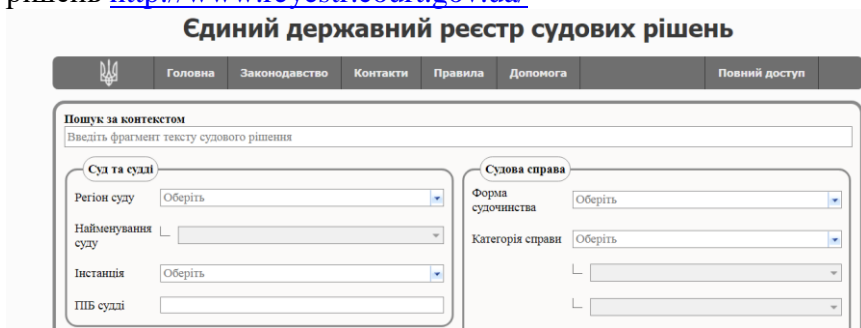 рішень http://www.reyestr.court.gov.ua/
Єдиний державний реєстр судових рішень
Головна Законодавство Контакти Правила Допомога Повний доступ
Пошук за контекстом
Введіть фрагмент тексту судового рішення
Суд та судді
Регіон суду Оберіть
Найменування
суду
Інстанція Оберіть
ПІБ судді
Судова справа
Форма
судочинства Оберіть
Категорія справи Оберіть